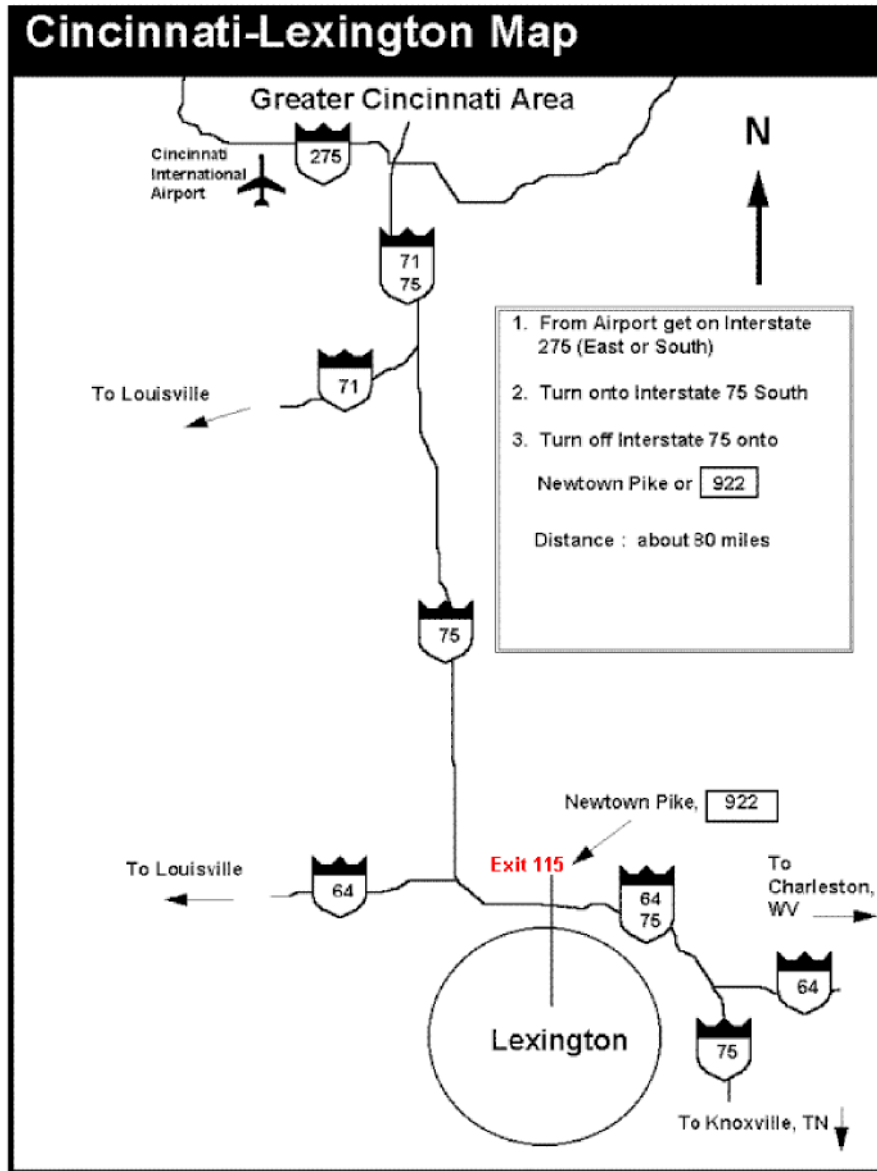 Cincinnati-Lexington Map
Greater Cincinnati Area
N
275
Cincinnati
International
Airport
71
75
1. From Airport get on Interstate
275 (East or South)
2. Turn onto Interstate 75 South
3. Turn off Interstate 75 onto
Newtown Pike or 922
Distance : about 80 miles
To Louisville
71
75
Newtown Pike, 922
To Louisville
64
Exit 115
64
75
To
Charleston,
WV
64
Lexington
75
To Knoxville, TN